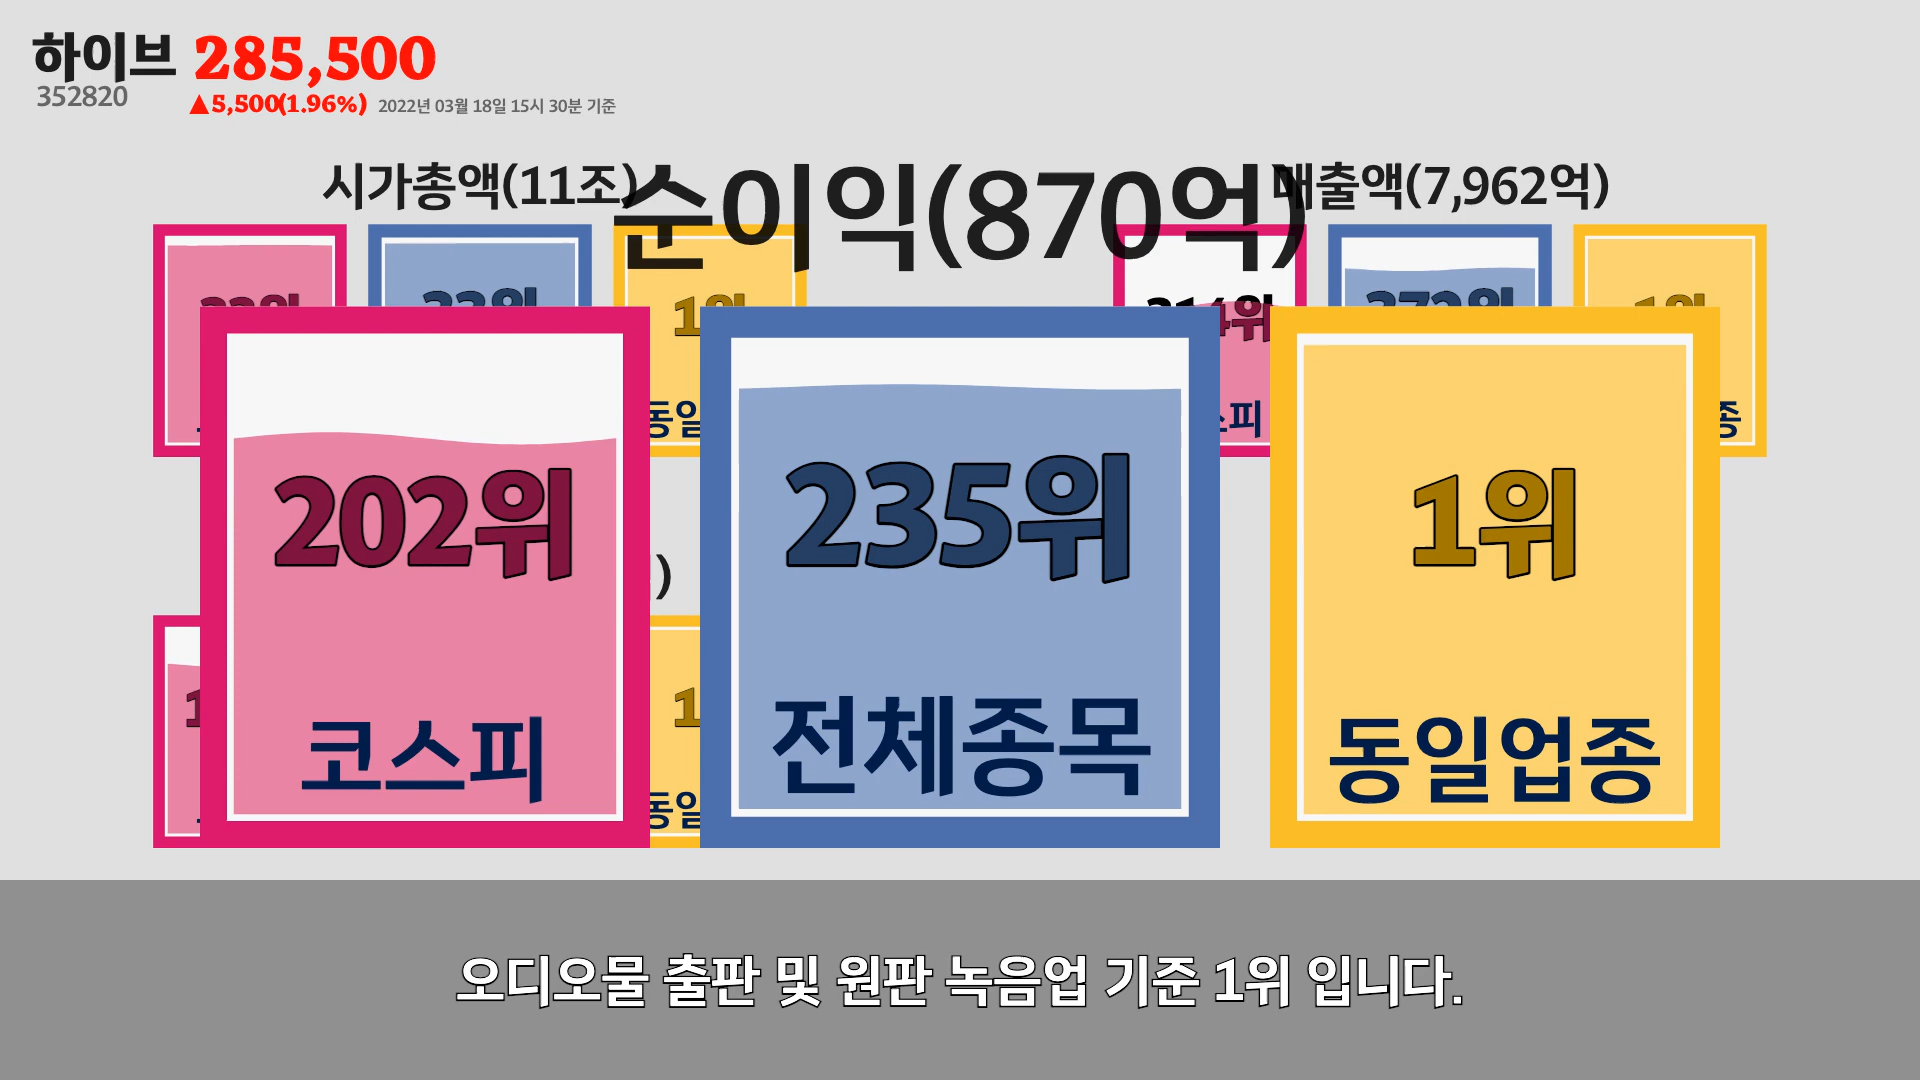 하이브 285,500
352820
▲5,500(1.96%) 2022년 03월 18일 15시 30분 기준
시가총액(11조)
순이익(870억)
매출액(7,962억)
202위
235위
1위
코스피
전체종목
동일업종
오디오물 출판 및 원판 녹음업 기준 1위 입니다.